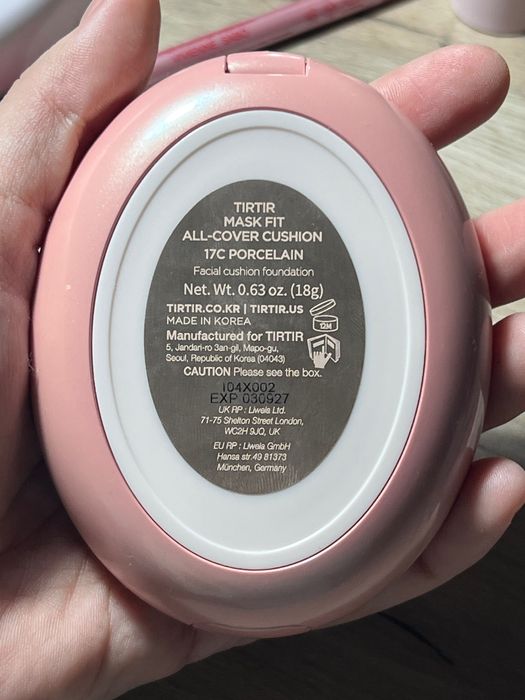 TIRTIR
MASK FIT
ALL-COVER CUSHION
17C PORCELAIN
Facial cushion foundation
Net. Wt. 0.63 oz. (18g)
TIRTIR.CO.KR | TIRTIR.US
MADE IN KOREA
12M
Manufactured for TIRTIR
5, Jandari-ro 3an-gil, Mapo-gu,
Seoul, Republic of Korea (04043)
CAUTION Please see the box.
I04X002
EXP 030927
UK RP : Liweis Ltd.
71-75 Shelton Street London,
WC2H 9JQ, UK
EU RP : Liweia GmbH
Hansa str.49 81373
München, Germany